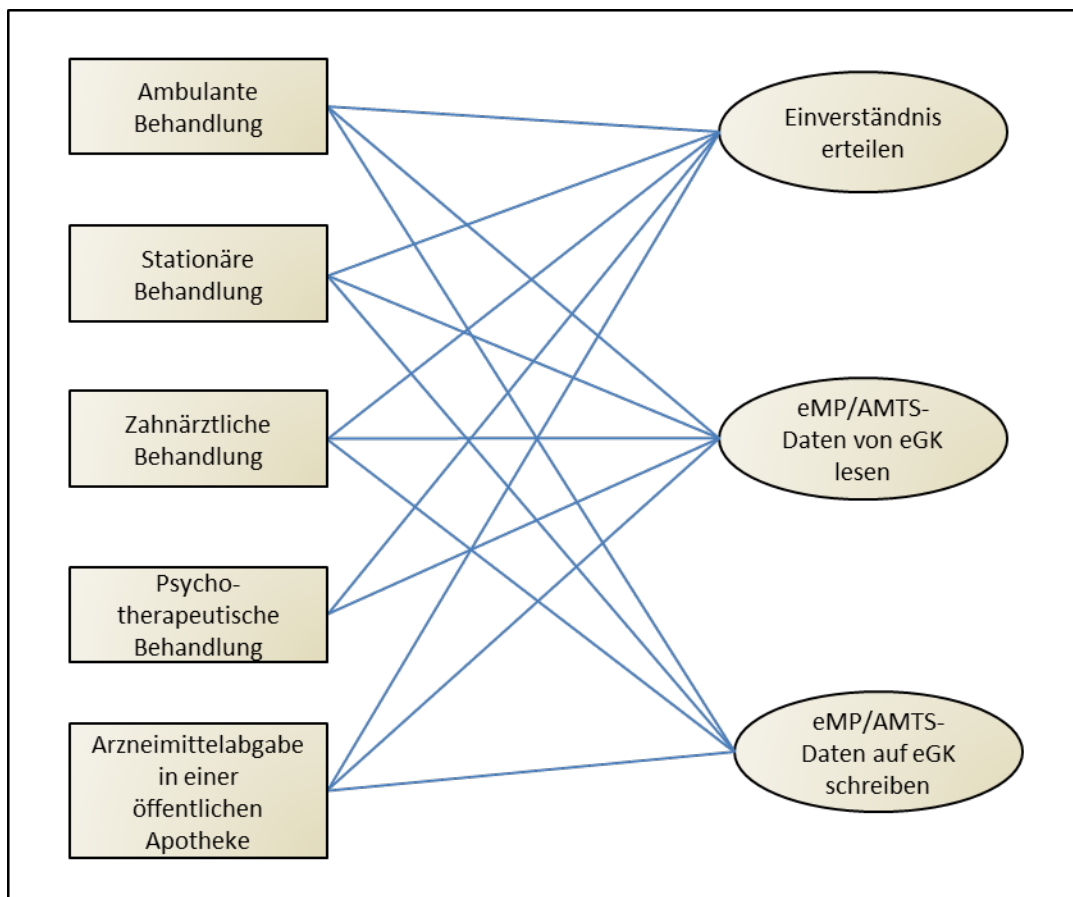 Ambulante
Behandlung
Stationäre
Behandlung
Zahnärztliche
Behandlung
Psycho-
therapeutische
Behandlung
Arzneimittelabgabe
in einer
öffentlichen
Apotheke
Einverständnis
erteilen
eMP/AMTS-
Daten von eGK
lesen
eMP/AMTS-
Daten auf eGK
schreiben